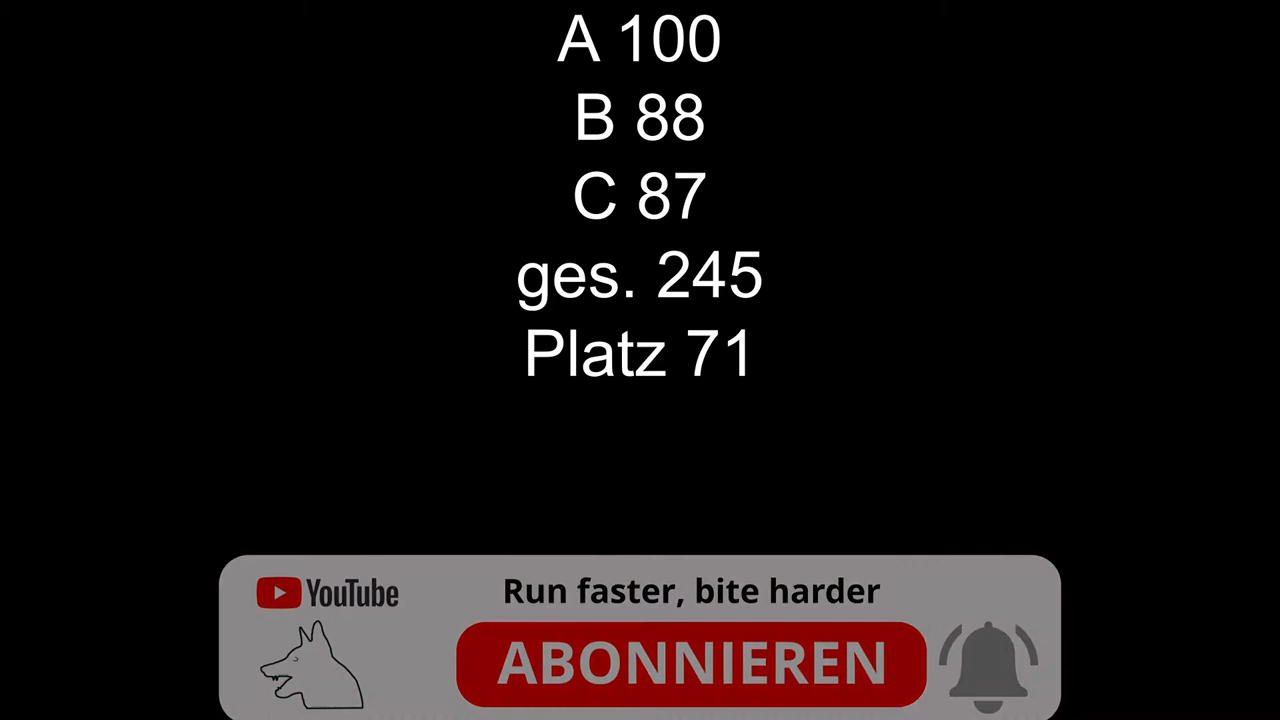 A 100
B 88
C 87
ges. 245
Platz 71
YouTube
Run faster, bite harder
ABONNIEREN